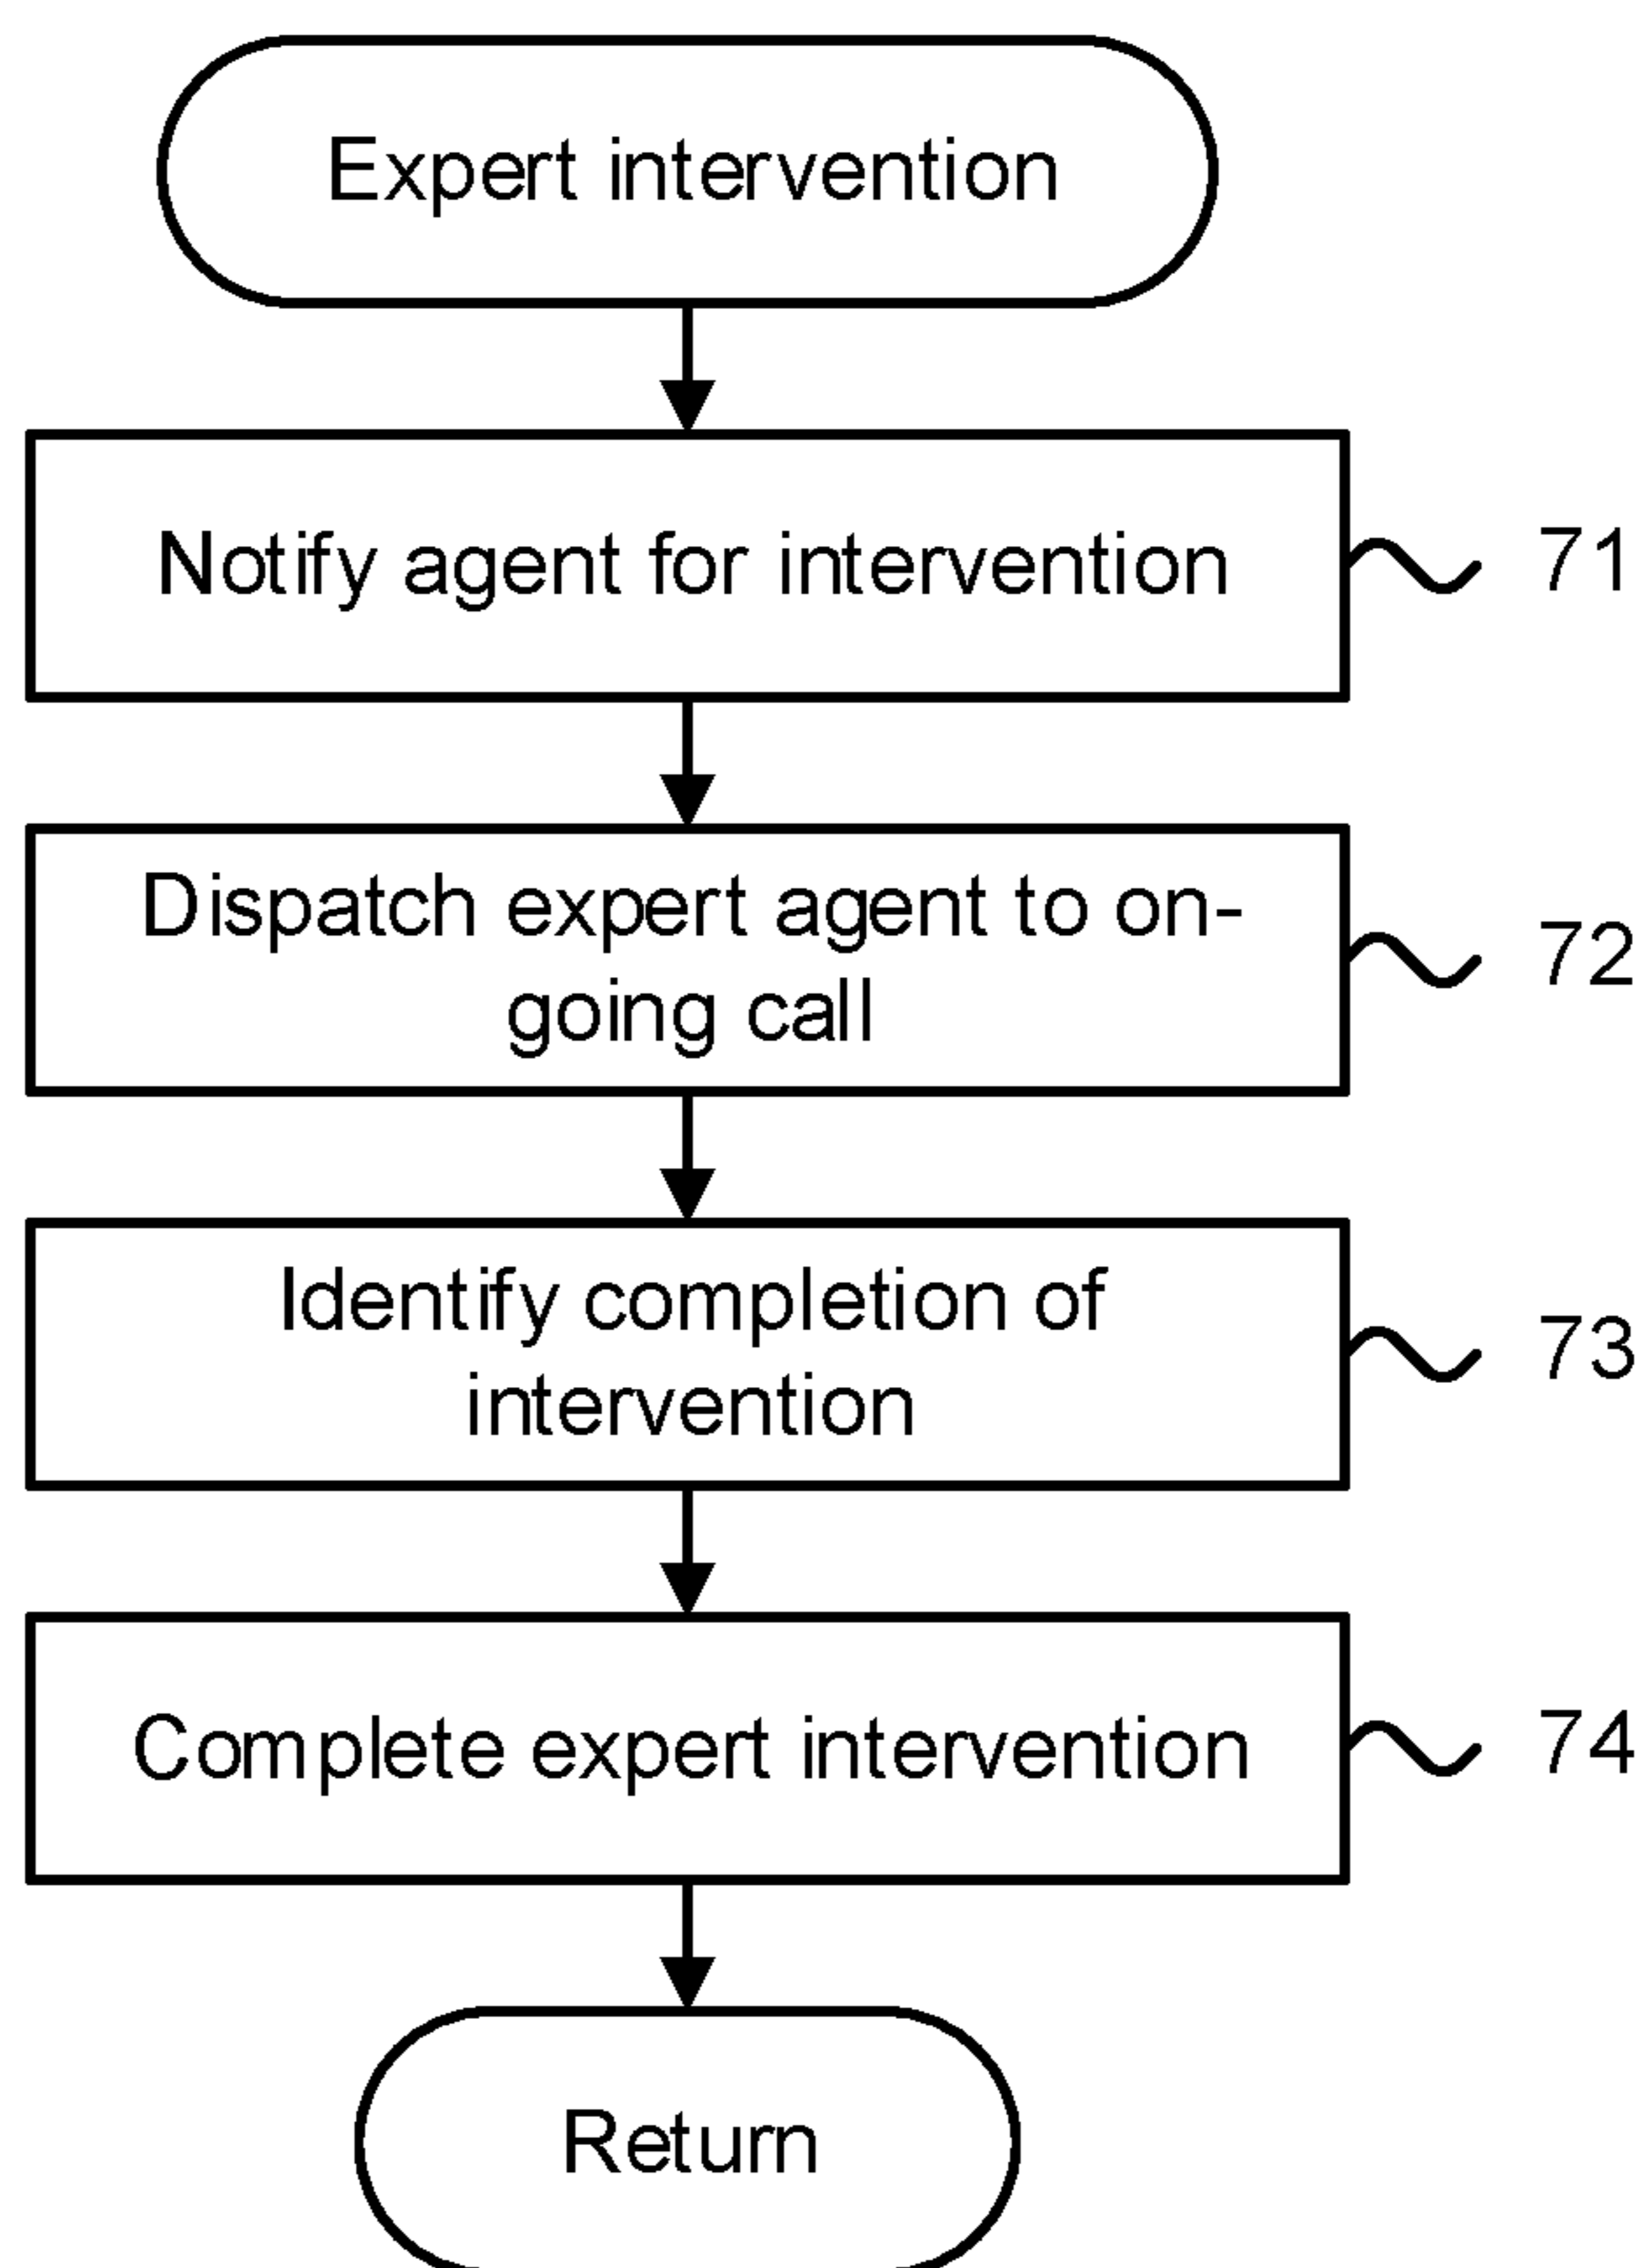 Expert intervention
Notify agent for intervention
71
Dispatch expert agent to on-
going call
72
Identify completion of
intervention
73
Complete expert intervention
74
Return